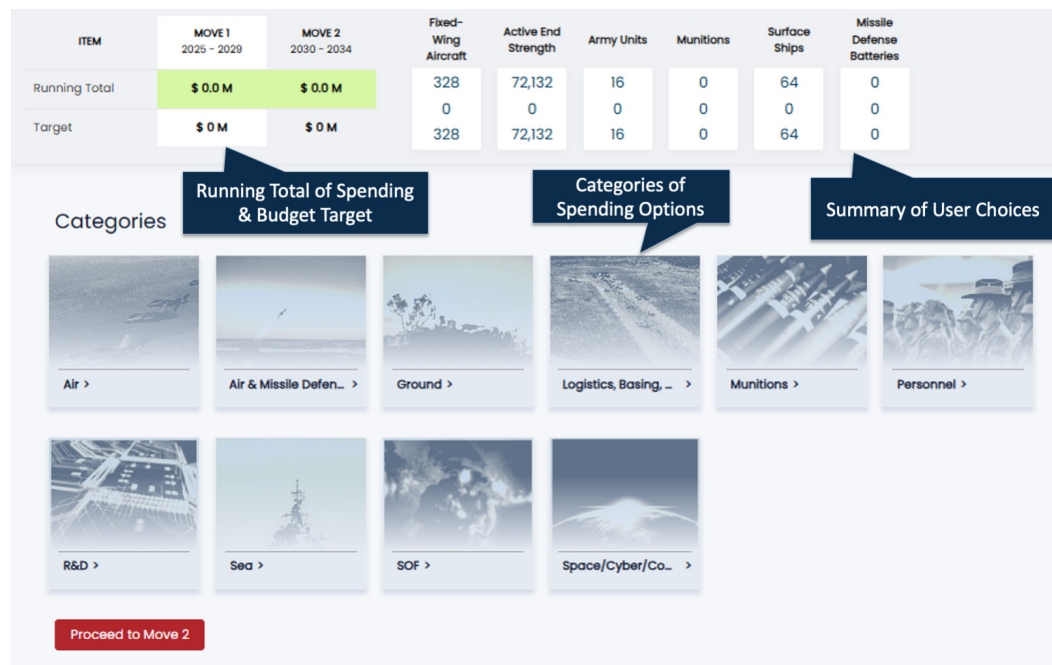 ITEM
MOVE 1
2025 - 2029
MOVE 2
2030 - 2034
Fixed-
Wing
Aircraft
Active End
Strength
Army Units
Munitions
Surface
Ships
Missile
Defense
Batteries
Running Total $ 0.0 M $ 0.0 M 328 72,132 16 0 64 0
0 0 0 0 0 0
Target $ 0 M $ 0 M 328 72,132 16 0 64 0
Running Total of Spending
& Budget Target
Categories of
Spending Options
Summary of User Choices
Categories
Air >
Air & Missile Defen... >
Ground >
Logistics, Basing, ... >
Munitions >
Personnel >
R&D >
Sea >
SOF >
Space/Cyber/Co... >
Proceed to Move 2